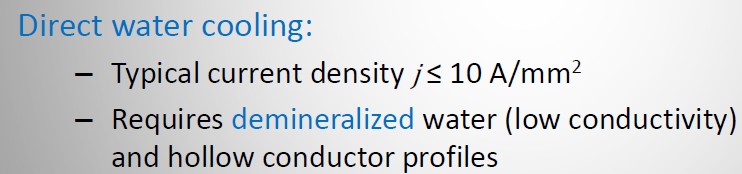 Direct water cooling:
– Typical current density j ≤ 10 A/mm²
– Requires demineralized water (low conductivity)
and hollow conductor profiles